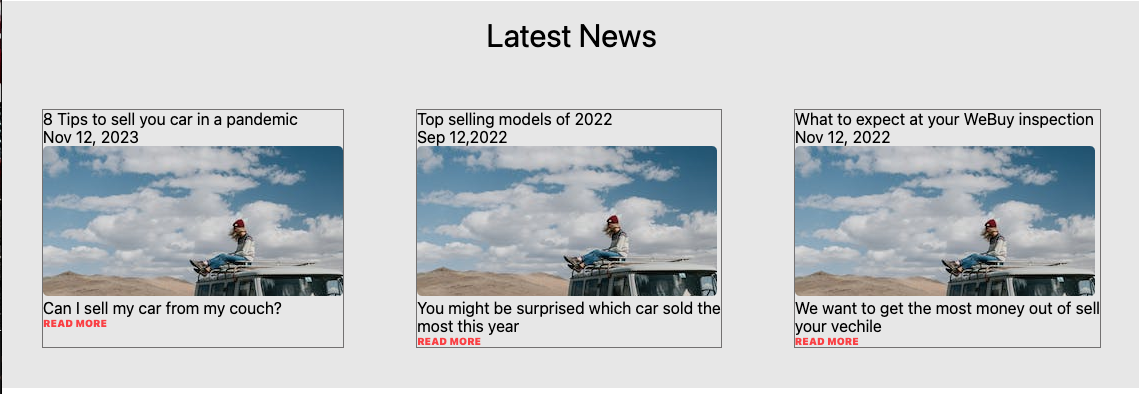 Latest News
8 Tips to sell you car in a pandemic
Nov 12, 2023
Can I sell my car from my couch?
READ MORE
Top selling models of 2022
Sep 12,2022
You might be surprised which car sold the
most this year
READ MORE
What to expect at your WeBuy inspection
Nov 12, 2022
We want to get the most money out of sell
your vechile
READ MORE